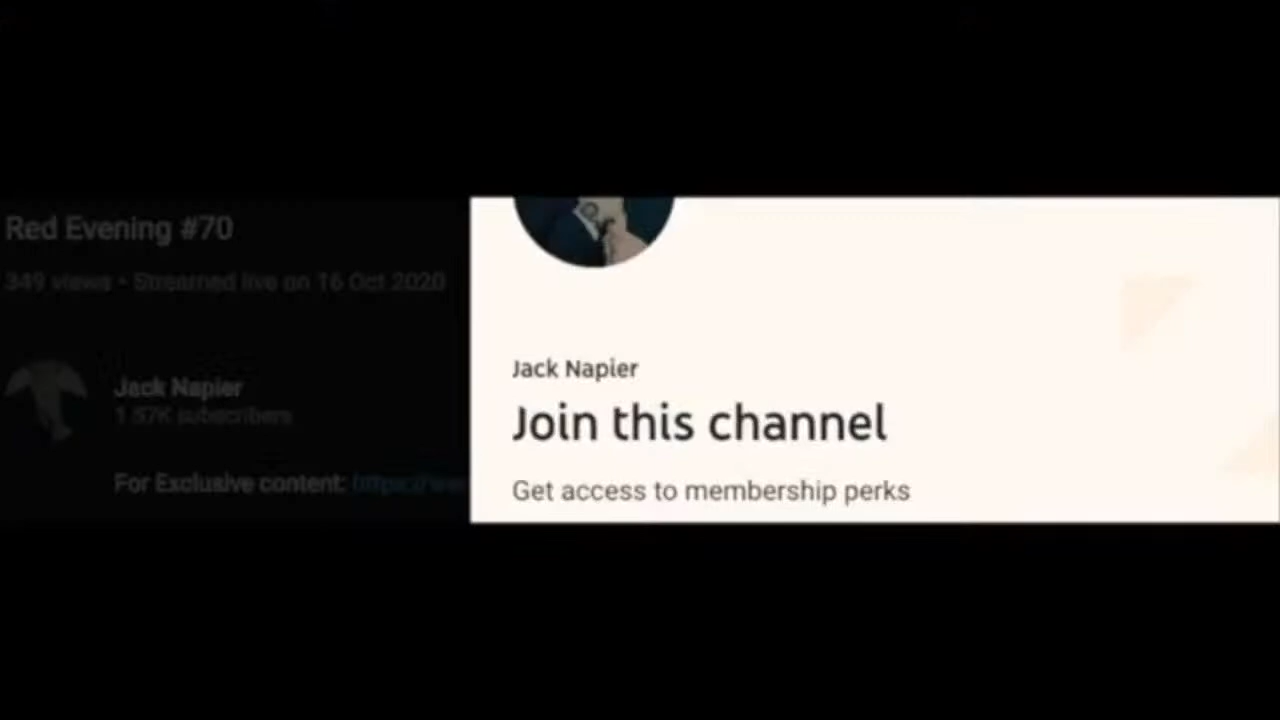 Red Evening #70
349 views • Streamed live on 16 Oct 2020
Jack Napier
1.57K subscribers
For Exclusive content:
Jack Napier
Join this channel
Get access to membership perks